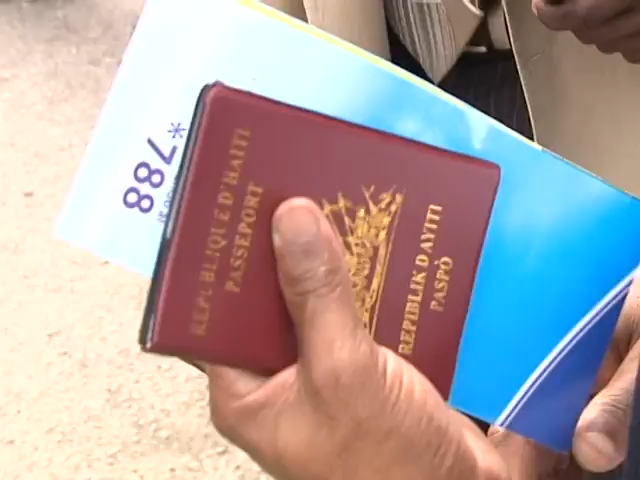 REPUBLIQUE D'HAITI
PASSEPORT
REPIBLIK D AYITI
PASPÒ
*788